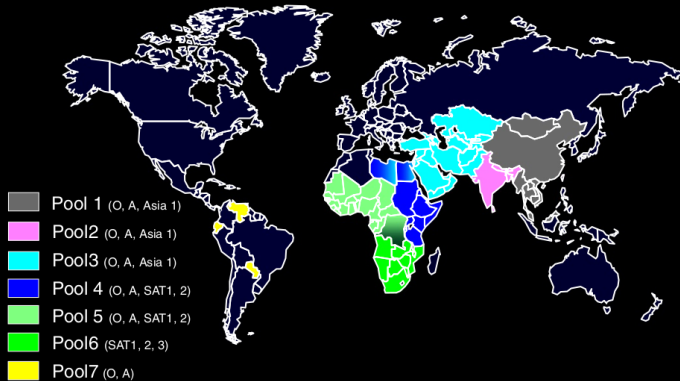 Pool 1 (O, A, Asia 1)
Pool2 (O, A, Asia 1)
Pool3 (O, A, Asia 1)
Pool 4 (O, A, SAT1, 2)
Pool 5 (O, A, SAT1, 2)
Pool6 (SAT1, 2, 3)
Pool7 (O, A)